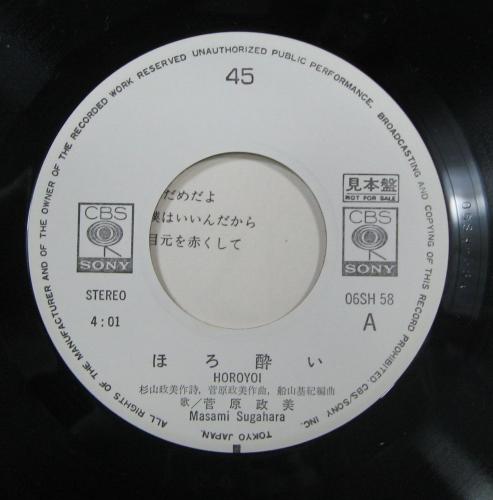 ALL RIGHTS OF THE MANUFACTURER AND OF THE OWNER OF THE RECORDED WORK RESERVED UNAUTHORIZED PUBLIC PERFORMANCE, BROADCASTING AND COPYING OF THIS RECORD PROHIBITED. CBS/SONY INC. TOKYO JAPAN.
45
だめだよ
僕はいいんだから
目元を赤くして
見本盤
NOT FOR SALE
CBS
SONY
CBS
SONY
STEREO
06SH 58
4:01
A
ほろ酔い
HOROYOI
杉山政美作詩, 菅原政美作曲, 船山基紀編曲
歌／菅原政美
Masami Sugahara